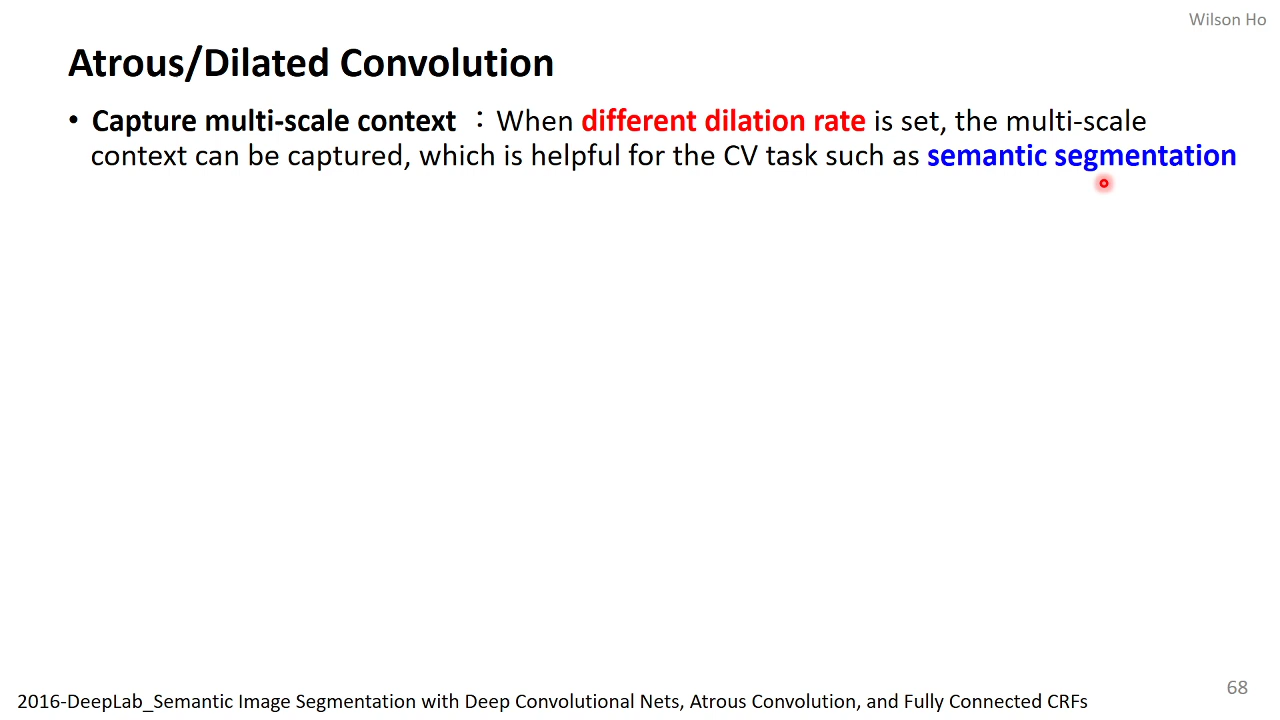 Wilson Ho
Atrous/Dilated Convolution
• Capture multi-scale context ：When different dilation rate is set, the multi-scale
context can be captured, which is helpful for the CV task such as semantic segmentation
68
2016-DeepLab_Semantic Image Segmentation with Deep Convolutional Nets, Atrous Convolution, and Fully Connected CRFs